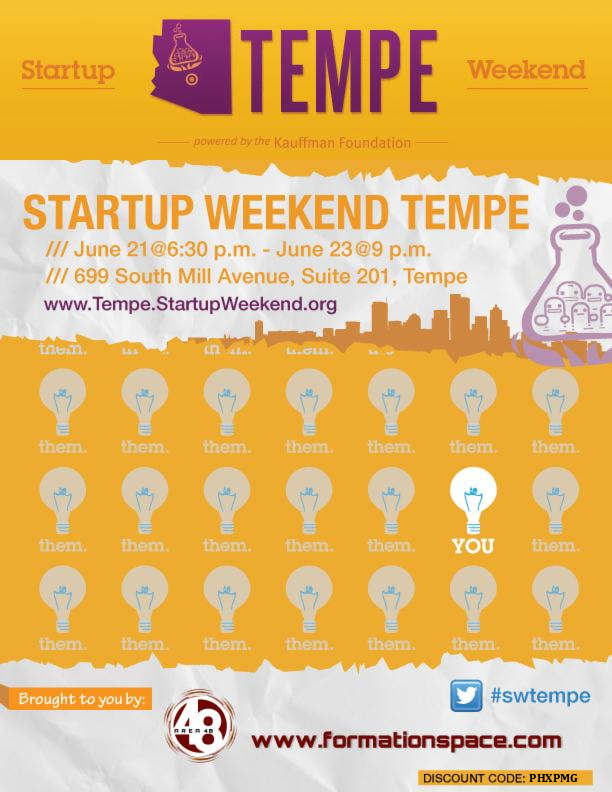 Startup
TEMPE
Weekend
powered by the Kauffman Foundation
STARTUP WEEKEND TEMPE
/// June 21@6:30 p.m. - June 23@9 p.m.
/// 699 South Mill Avenue, Suite 201, Tempe
www.Tempe.StartupWeekend.org
them. them. them. them. them. them. them.
them. them. them. them. them. YOU them.
them. them. them. them. them. them. them.
Brought to you by:
48
AREA 48
#swtempe
www.formationspace.com
DISCOUNT CODE: PHXPMG